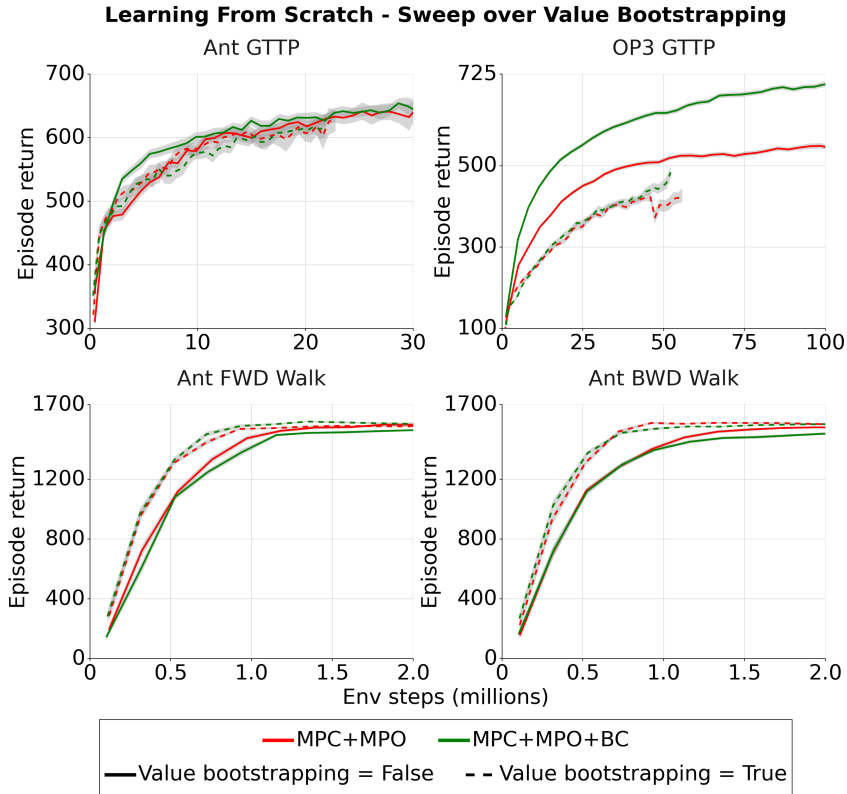 Learning From Scratch - Sweep over Value Bootstrapping
Ant GTTP
OP3 GTTP
700
600
500
400
300
0
10
20
30
Episode return
725
500
300
100
0
25
50
75
100
Episode return
Ant FWD Walk
Ant BWD Walk
1700
1200
800
400
0
0
0.5
1.0
1.5
2.0
Episode return
1700
1200
800
400
0
0
0.5
1.0
1.5
2.0
Episode return
Env steps (millions)
MPC+MPO
MPC+MPO+BC
Value bootstrapping = False
Value bootstrapping = True